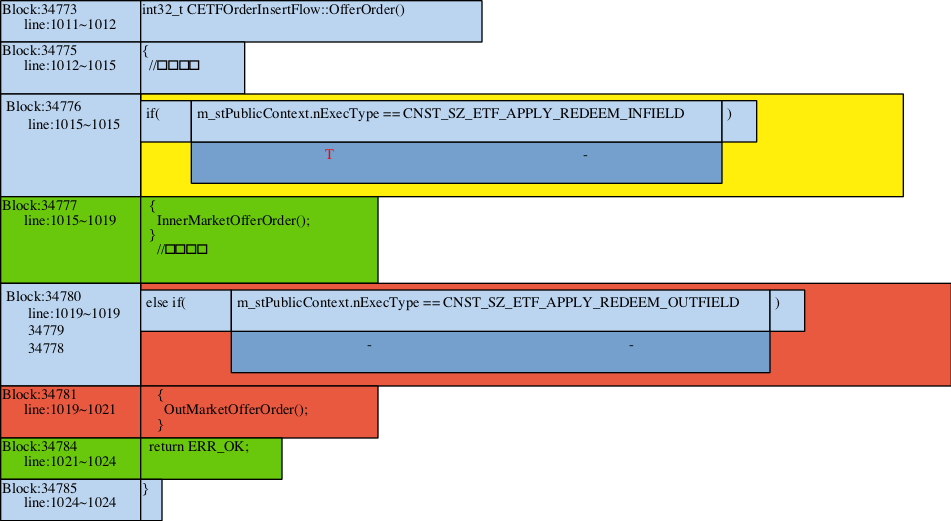 Block:34773 int32_t CETFOrderInsertFlow::OfferOrder()
line:1011~1012
Block:34775 {
line:1012~1015 //
Block:34776
line:1015~1015 if( m_stPublicContext.nExecType == CNST_SZ_ETF_APPLY_REDEEM_INFIELD )
T -
Block:34777 {
line:1015~1019 InnerMarketOfferOrder();
}
//
Block:34780
else if( m_stPublicContext.nExecType == CNST_SZ_ETF_APPLY_REDEEM_OUTFIELD )
line:1019~1019
34779
34778
- -
Block:34781 {
line:1019~1021 OutMarketOfferOrder();
}
Block:34784 return ERR_OK;
line:1021~1024
Block:34785 }
line:1024~1024